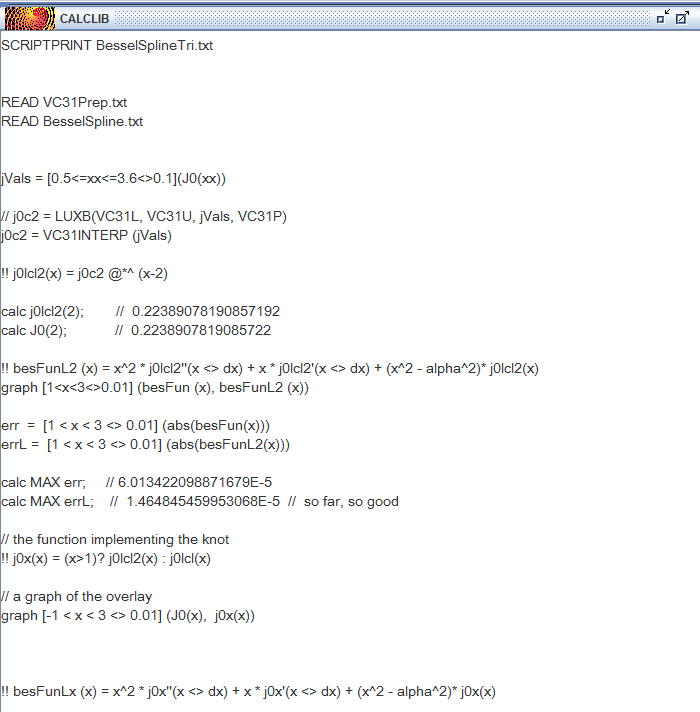 CALCLIB
SCRIPTPRINT BesselSplineTri.txt
READ VC31Prep.txt
READ BesselSpline.txt
jVals = [0.5<=xx<=3.6<>0.1](J0(xx))
// j0c2 = LUXB(VC31L, VC31U, jVals, VC31P)
j0c2 = VC31INTERP (jVals)
!! j0lcl2(x) = j0c2 @*^ (x-2)
calc j0lcl2(2);        //  0.22389078190857192
calc J0(2);            //  0.2238907819085722
!! besFunL2 (x) = x^2 * j0lcl2''(x <> dx) + x * j0lcl2'(x <> dx) + (x^2 - alpha^2)* j0lcl2(x)
graph [1<x<3<>0.01] (besFun (x), besFunL2 (x))
err  =  [1 < x < 3 <> 0.01] (abs(besFun(x)))
errL =  [1 < x < 3 <> 0.01] (abs(besFunL2(x)))
calc MAX err;     // 6.013422098871679E-5
calc MAX errL;    //  1.464845459953068E-5  //  so far, so good
// the function implementing the knot
!! j0x(x) = (x>1)? j0lcl2(x) : j0lcl(x)
// a graph of the overlay
graph [-1 < x < 3 <> 0.01] (J0(x),  j0x(x))
!! besFunLx (x) = x^2 * j0x''(x <> dx) + x * j0x'(x <> dx) + (x^2 - alpha^2)* j0x(x)